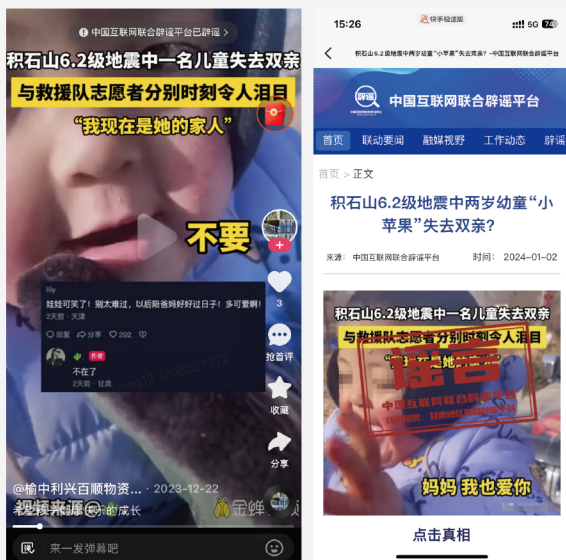 中国互联网联合辟谣平台已辟谣 >
积石山6.2级地震中一名儿童失去双亲
与救援队志愿者分别时刻令人泪目
“我现在是她的家人”
不要
lily
娃娃可笑了！别太难过，以后陪爸妈好好过日子！多可爱啊！
2天前·天津
回复 分享 292
作者
不在了
2天前·甘肃
3
抢首评
收藏
分享
@榆中利兴百顺物资... · 2023-12-22
视频来源
的成长
金蝉
弹 来一发弹幕吧
15:26
快手极速版
5G 74
积石山6.2级地震中两岁幼童“小苹果”失去双亲？-中国互联网联合辟谣平台
辟谣
中国互联网联合辟谣平台
首页 联动要闻 融媒视野 工作动态 辟谣
首页 > 正文
积石山6.2级地震中两岁幼童“小
苹果”失去双亲？
来源： 中国互联网联合辟谣平台 时间： 2024-01-02
积石山6.2级地震中一名儿童失去双亲
与救援队志愿者分别时刻令人泪目
谣言
中国互联网联合辟谣平台
妈妈 我也爱你
点击真相